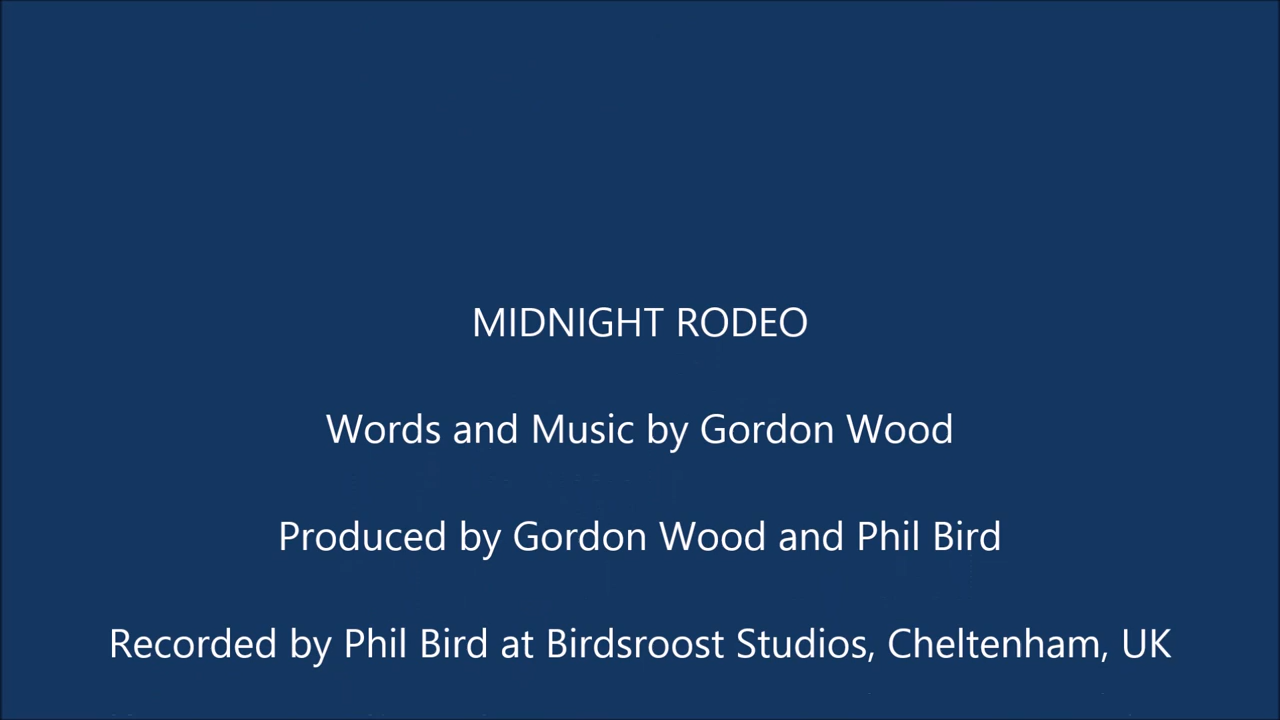 MIDNIGHT RODEO
Words and Music by Gordon Wood
Produced by Gordon Wood and Phil Bird
Recorded by Phil Bird at Birdsroost Studios, Cheltenham, UK